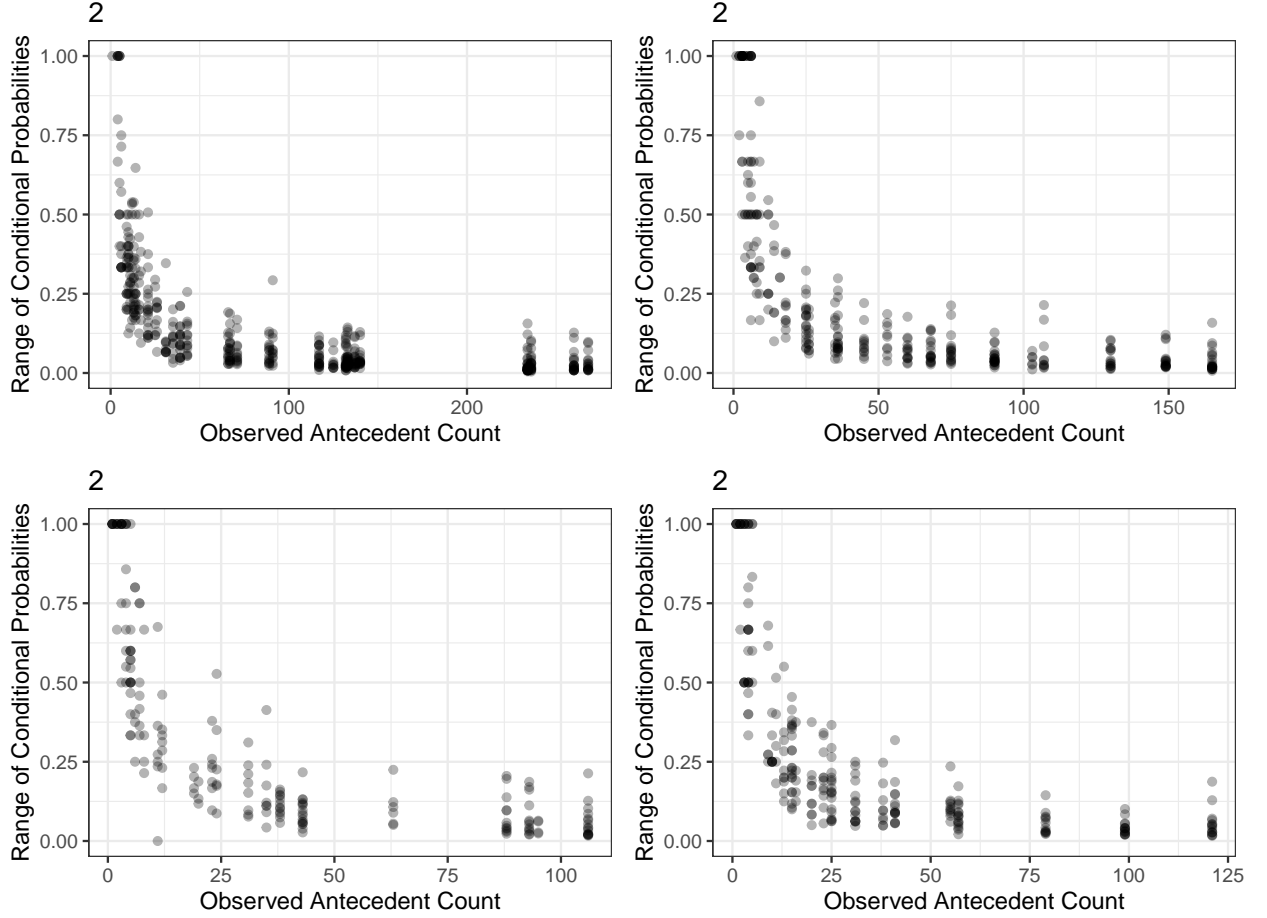 2
Range of Conditional Probabilities
1.00
0.75
0.50
0.25
0.00
0 100 200
Observed Antecedent Count
2
Range of Conditional Probabilities
1.00
0.75
0.50
0.25
0.00
0 50 100 150
Observed Antecedent Count
2
Range of Conditional Probabilities
1.00
0.75
0.50
0.25
0.00
0 25 50 75 100
Observed Antecedent Count
2
Range of Conditional Probabilities
1.00
0.75
0.50
0.25
0.00
0 25 50 75 100 125
Observed Antecedent Count